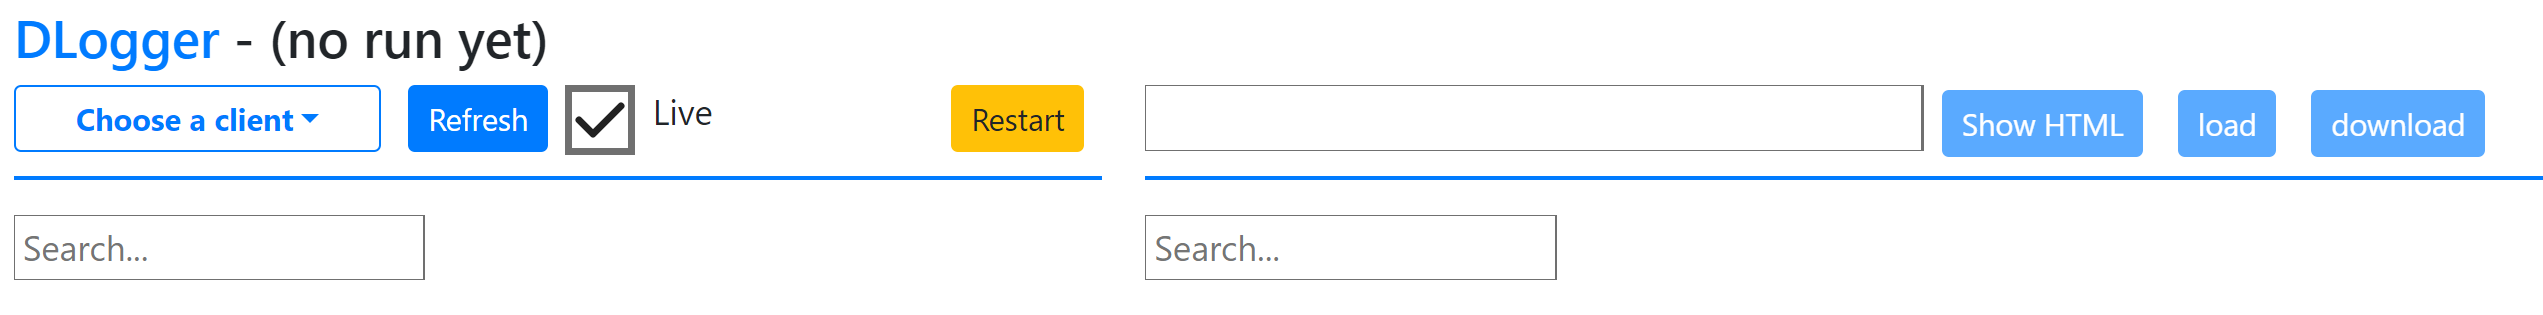 DLogger - (no run yet)
Choose a client Refresh Live Restart Show HTML load download
Search... Search...